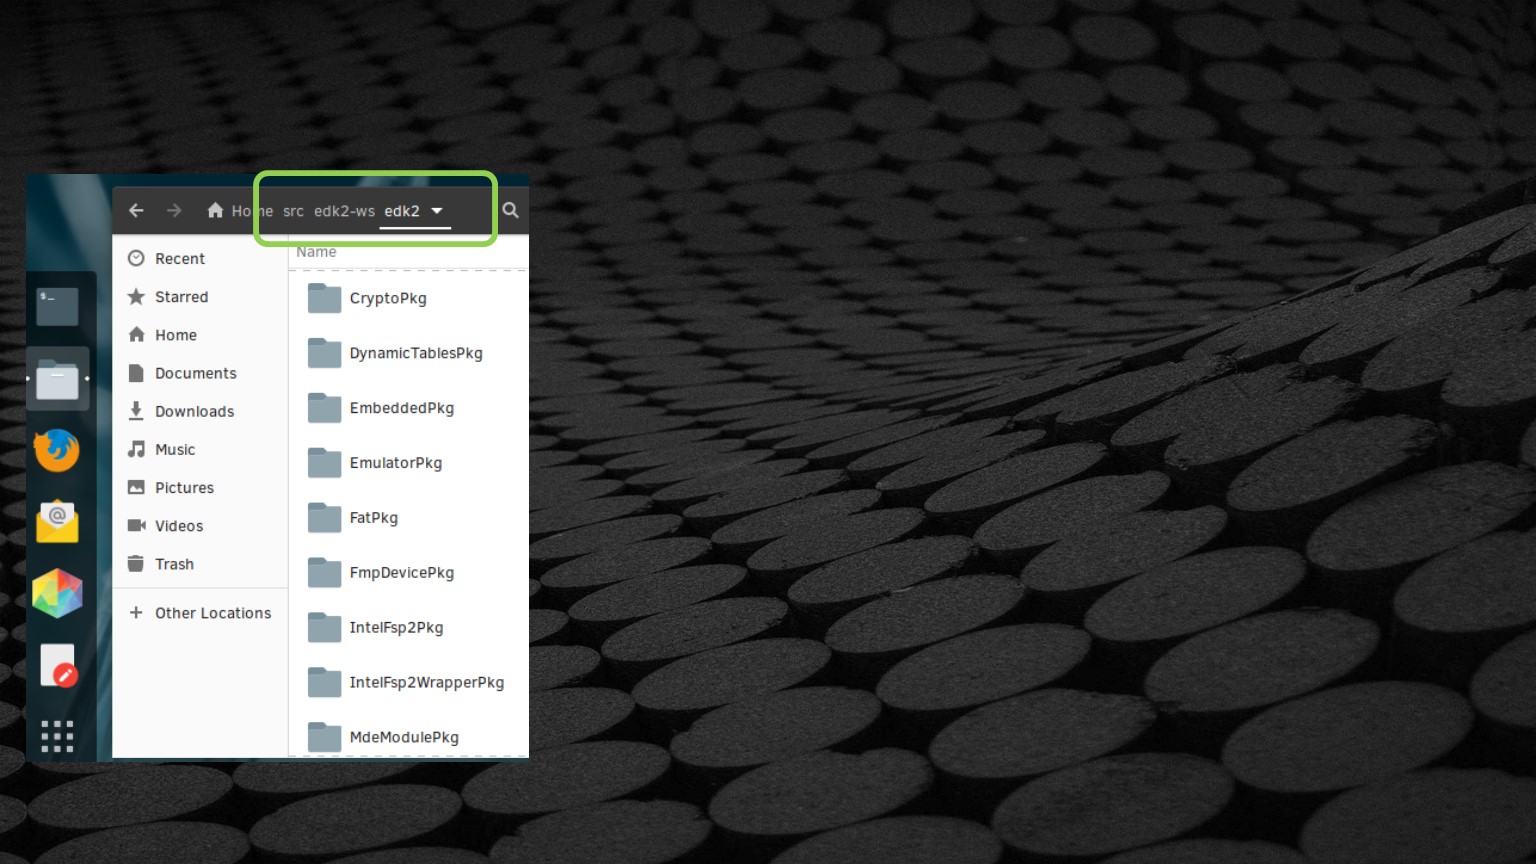 Home src edk2-ws edk2
Name
Recent
Starred
Home
Documents
Downloads
Music
Pictures
Videos
Trash
Other Locations
$_
@
CryptoPkg
DynamicTablesPkg
EmbeddedPkg
EmulatorPkg
FatPkg
FmpDevicePkg
IntelFsp2Pkg
IntelFsp2WrapperPkg
MdeModulePkg